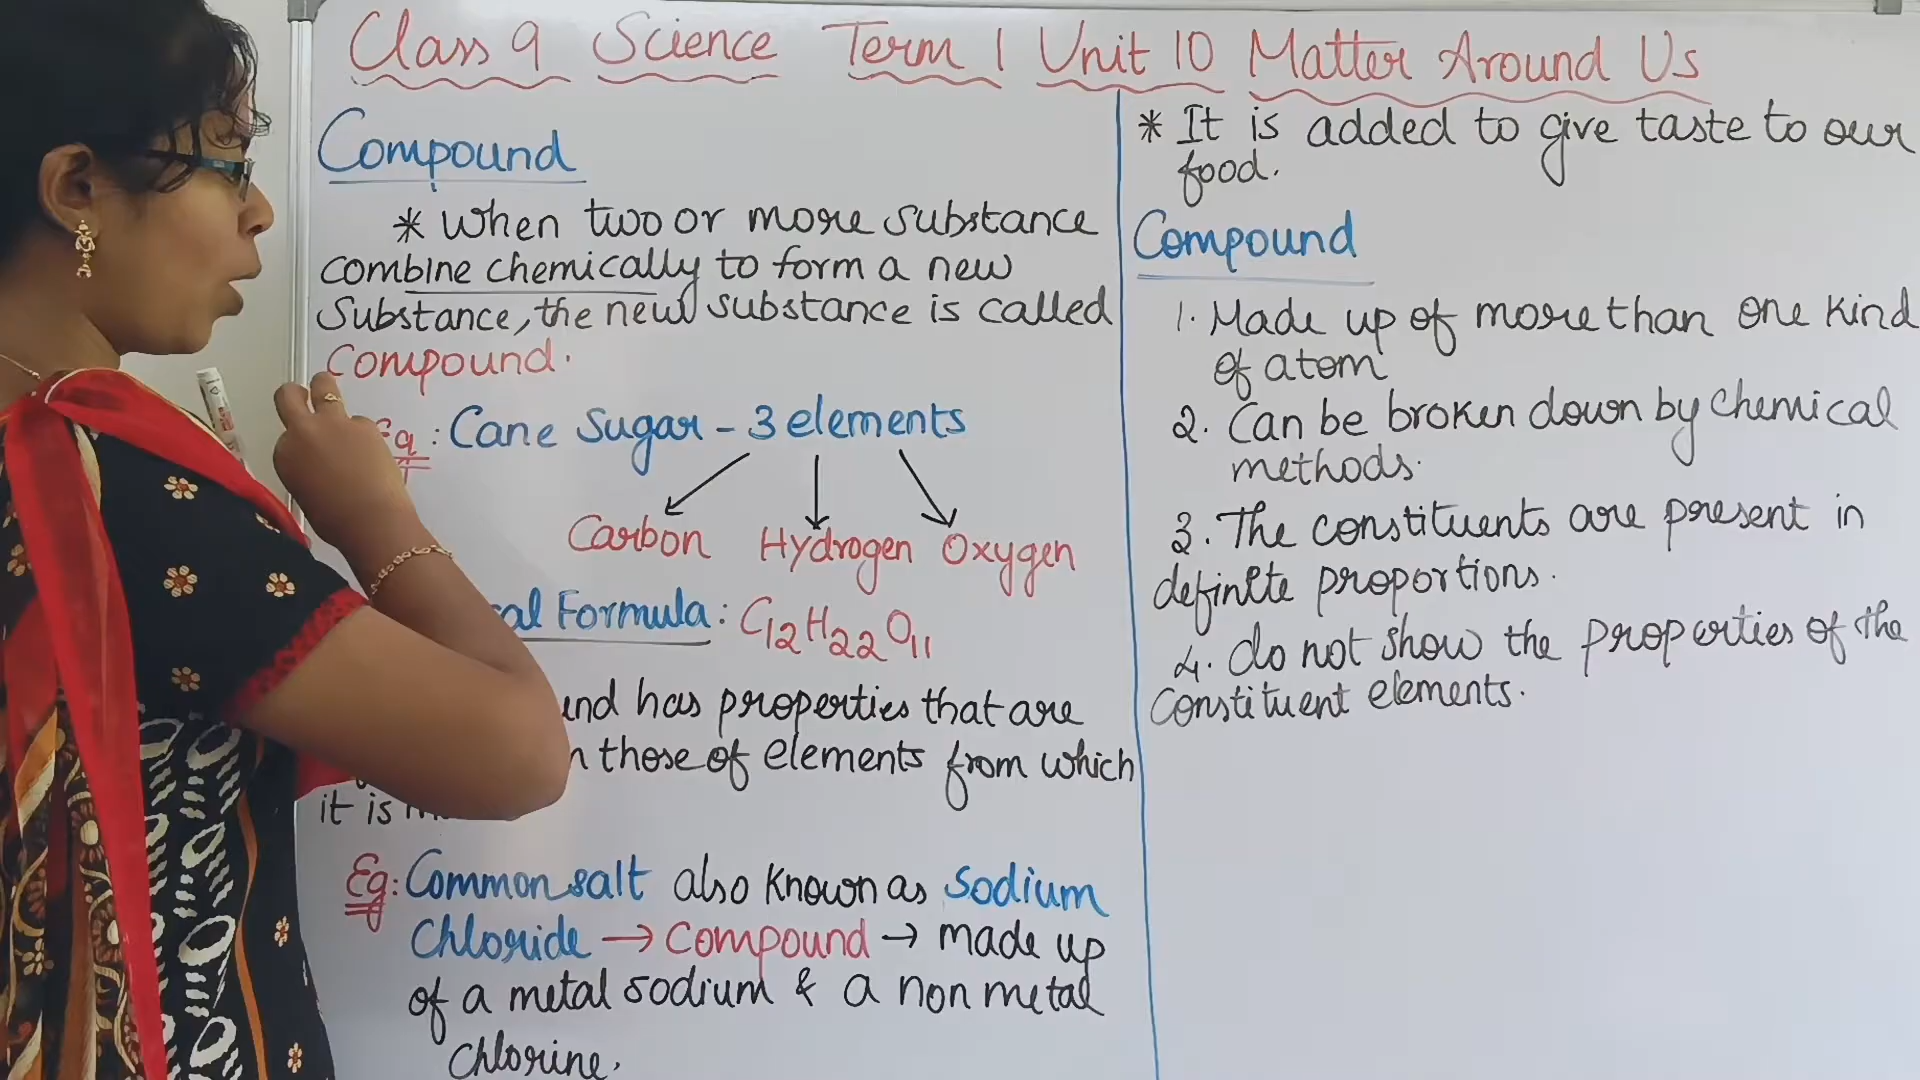 Class 9 Science Term 1 Unit 10 Matter Around Us
Compound
* When two or more substance
combine chemically to form a new
Substance, the new substance is called
Compound.
Eg: Cane Sugar - 3 elements
Carbon Hydrogen Oxygen
Formula: C12H22O11
has properties that are
those of elements from which
it is
Eg: Common salt also known as Sodium
Chloride → Compound → made up
of a metal sodium & a non metal
Chlorine.
* It is added to give taste to our
food.
Compound
1. Made up of more than one kind
of atom
2. Can be broken down by chemical
methods.
3. The constituents are present in
definite proportions.
4. do not show the properties of the
constituent elements.